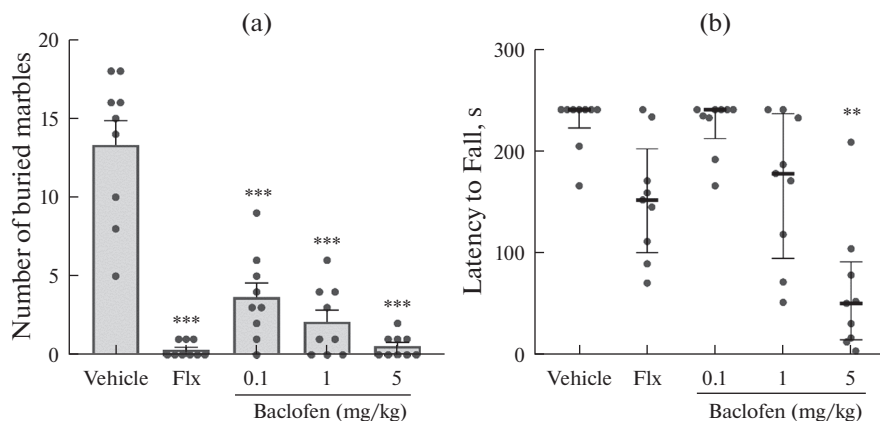 (a)
Number of buried marbles
20
15
10
5
0
***
***
***
***
Vehicle Flx 0.1 1 5
Baclofen (mg/kg)
(b)
Latency to Fall, s
300
200
100
0
**
Vehicle Flx 0.1 1 5
Baclofen (mg/kg)